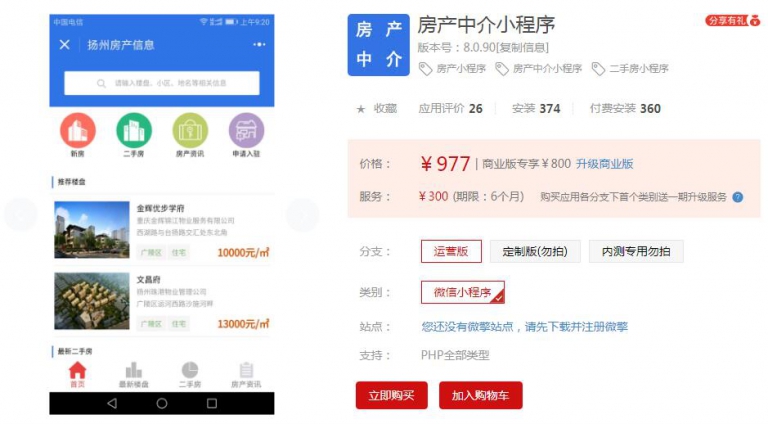 中国电信 上午9:20
扬州房产信息
请输入楼盘、小区、地名等相关信息
新房 二手房 房产资讯 申请入驻
推荐楼盘
金辉优步学府
重庆金辉锦江物业服务有限公司
西湖路与台扬路交汇处东北角
广陵区 住宅 10000元/㎡
文昌府
扬州珠港物业管理公司
广陵区运河西路沙施河畔
广陵区 住宅 13000元/㎡
最新二手房
首页 最新楼盘 二手房 房产资讯
房产中介
房产中介小程序
分享有礼
版本号：8.0.90[复制信息]
房产小程序 房产中介小程序 二手房小程序
★ 收藏 应用评价 26 安装 374 付费安装 360
价格： ¥977 | 商业版专享¥800 升级商业版
服务： ¥300 (期限：6个月) 购买应用各分支下首个类别送一期升级服务 ?
分支： 运营版 定制版(勿拍) 内测专用勿拍
类别： 微信小程序
站点： 您还没有微擎站点，请先下载并注册微擎
支持： PHP全部类型
立即购买 加入购物车